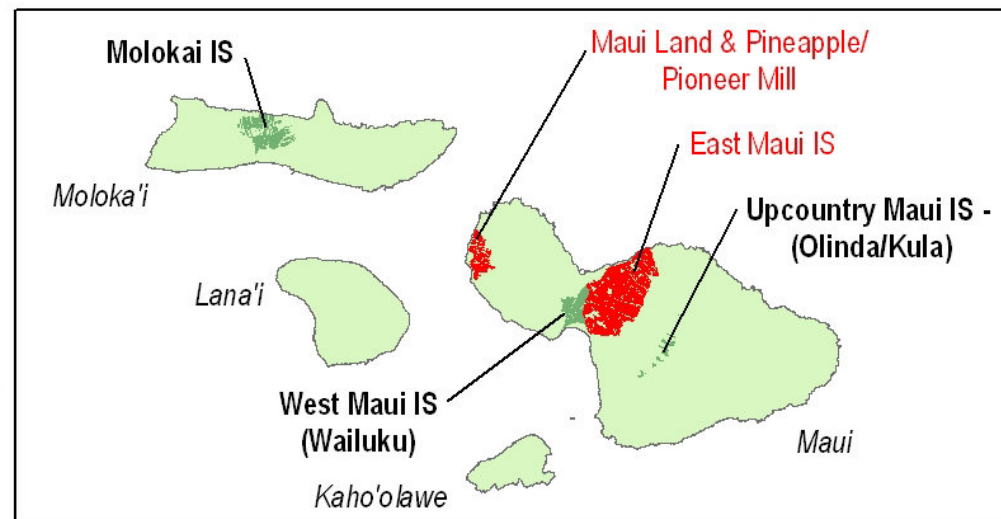 Molokai IS
Maui Land & Pineapple/
Pioneer Mill
East Maui IS
Moloka'i
Upcountry Maui IS -
(Olinda/Kula)
Lana'i
West Maui IS
(Wailuku)
Maui
Kaho'olawe